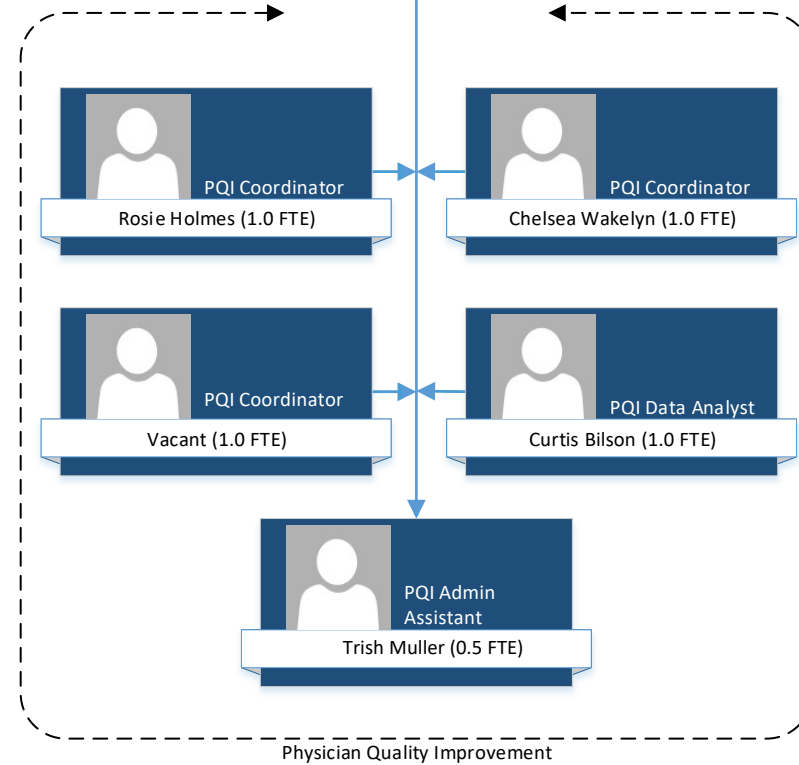 PQI Coordinator
Rosie Holmes (1.0 FTE)
PQI Coordinator
Chelsea Wakelyn (1.0 FTE)
PQI Coordinator
Vacant (1.0 FTE)
PQI Data Analyst
Curtis Bilson (1.0 FTE)
PQI Admin
Assistant
Trish Muller (0.5 FTE)
Physician Quality Improvement